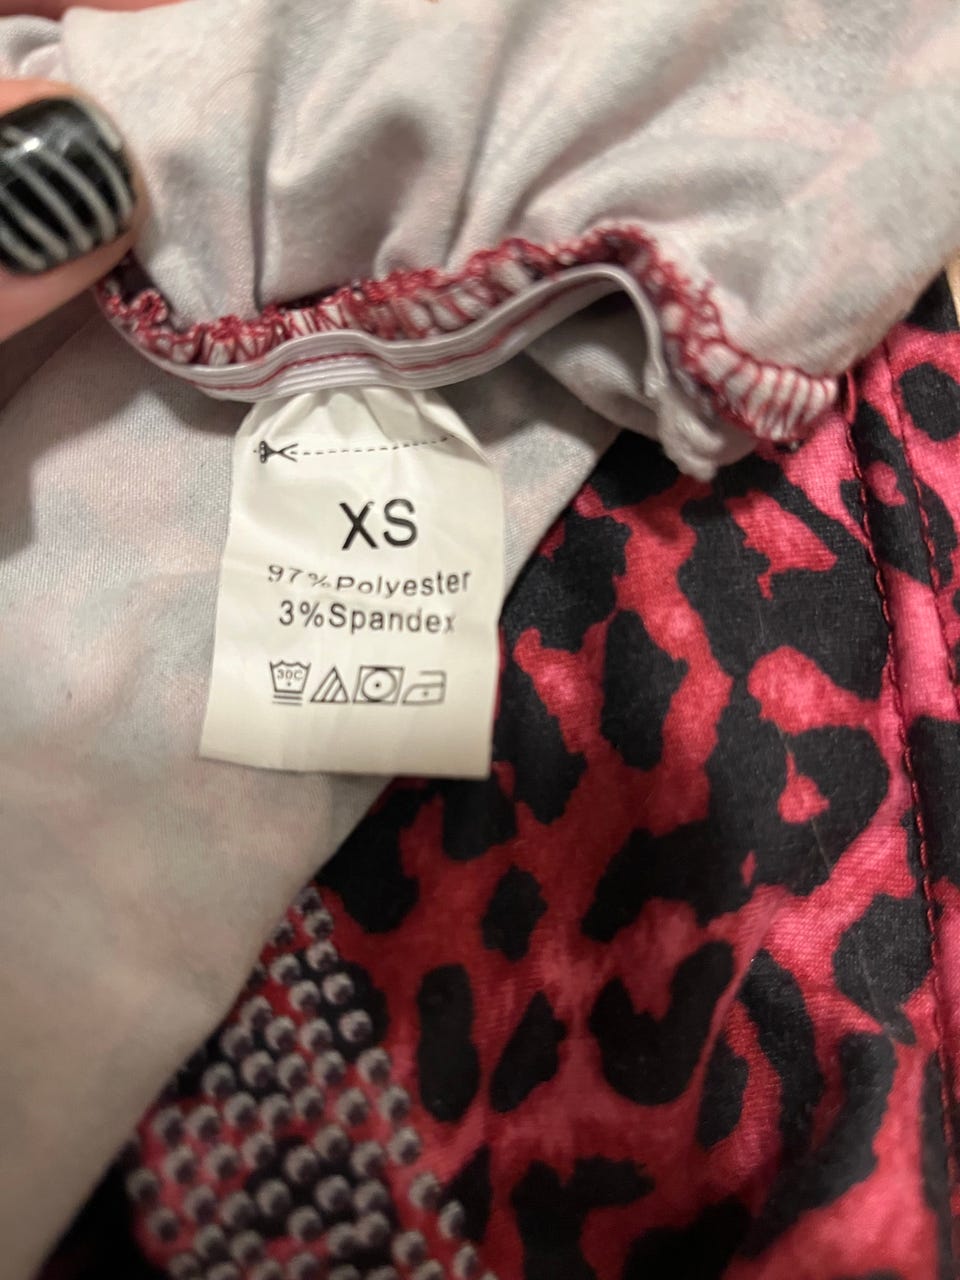 XS
97%Polyester
3%Spandex
30C